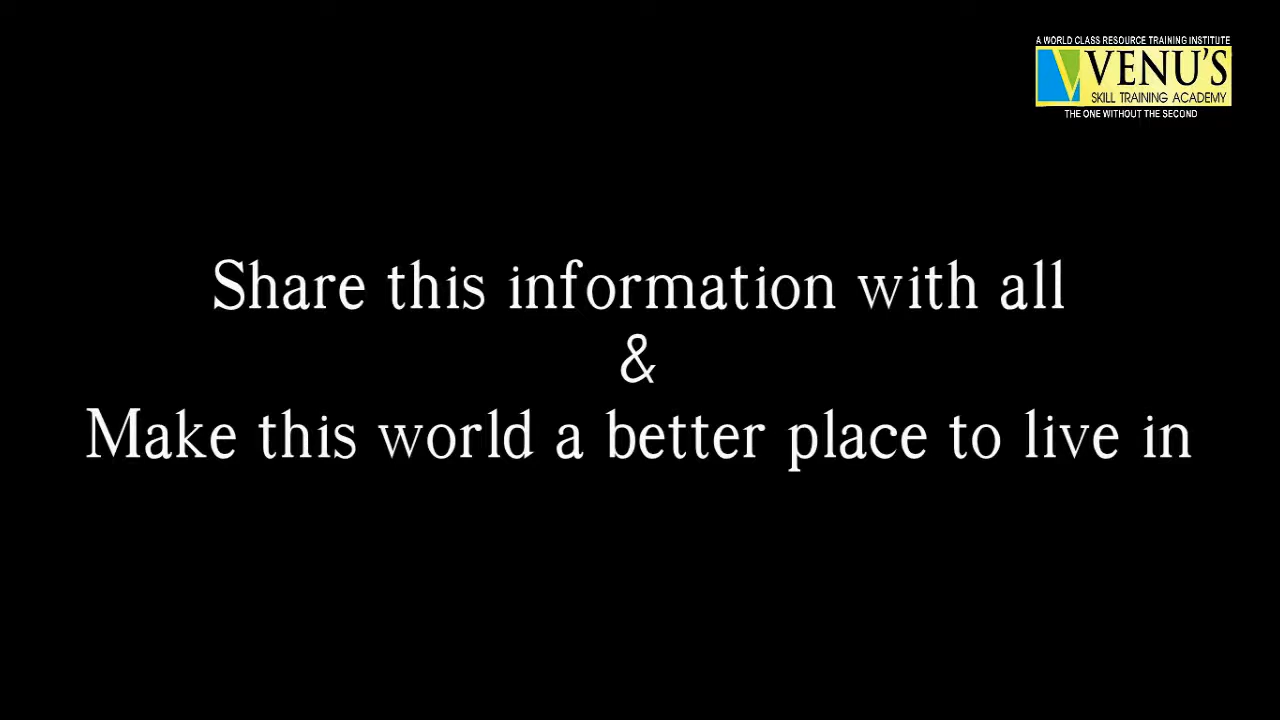 A WORLD CLASS RESOURCE TRAINING INSTITUTE
VENU'S
SKILL TRAINING ACADEMY
THE ONE WITHOUT THE SECOND
Share this information with all
&
Make this world a better place to live in